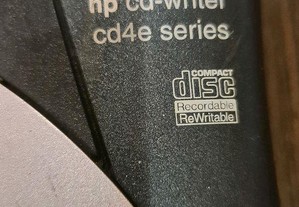 hp cd-writer
cd4e series
COMPACT
disc
Recordable
ReWritable